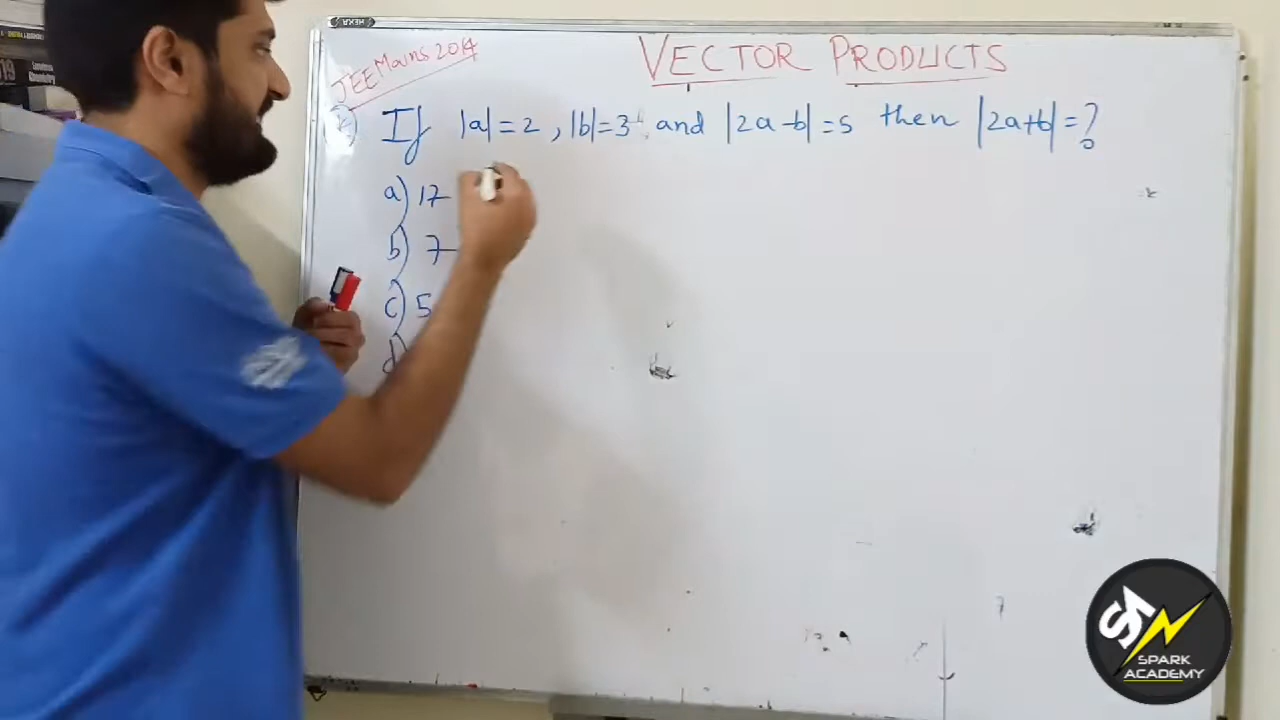 VECTOR PRODUCTS
JEE Mains 2014
If |a|=2, |b|=3 and |2a-b|=5 then |2a+b|=?
a) 17
b) 7
c) 5
d)
SPARK
ACADEMY